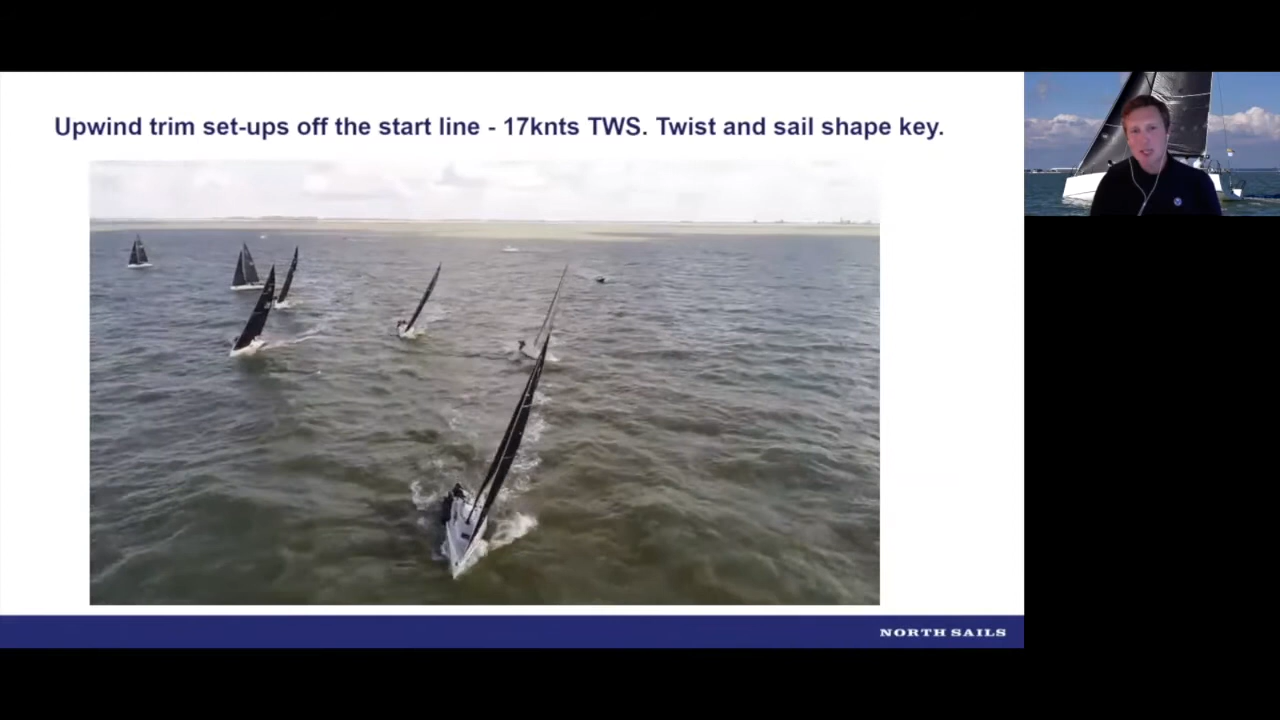 Upwind trim set-ups off the start line - 17knts TWS. Twist and sail shape key.
NORTH SAILS